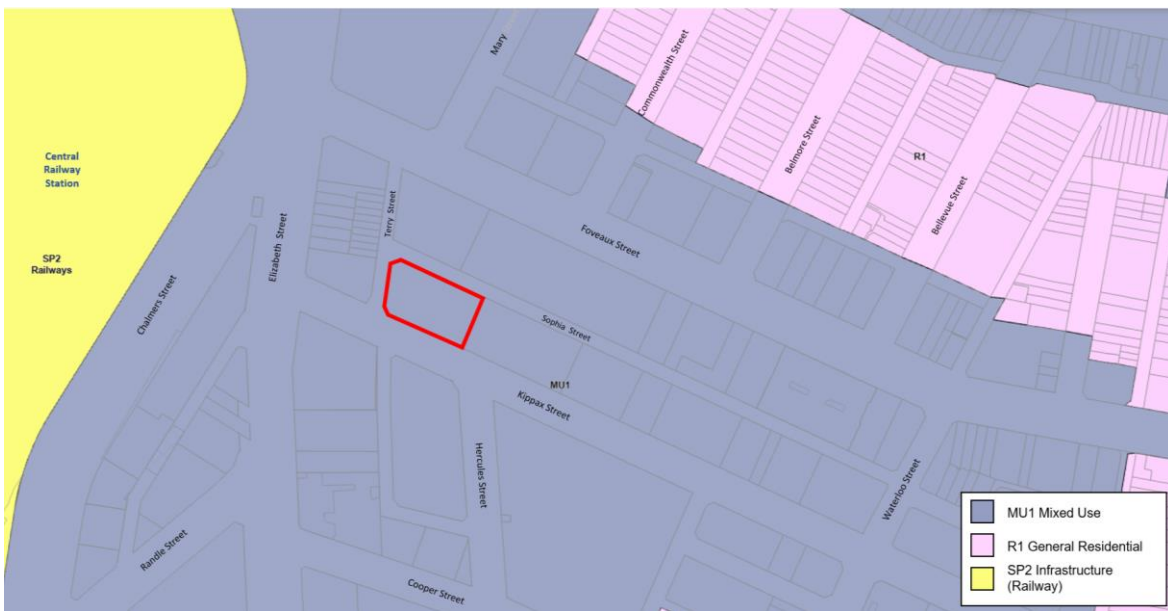 Mary Street
Commonwealth Street
Belmore Street
R1
Bellevue Street
Central
Railway
Station
SP2
Railways
Chalmers Street
Elizabeth Street
Terry Street
Foveaux Street
Sophia Street
MU1
Kippax Street
Hercules Street
Waterloo Street
Randle Street
Cooper Street
MU1 Mixed Use
R1 General Residential
SP2 Infrastructure
(Railway)